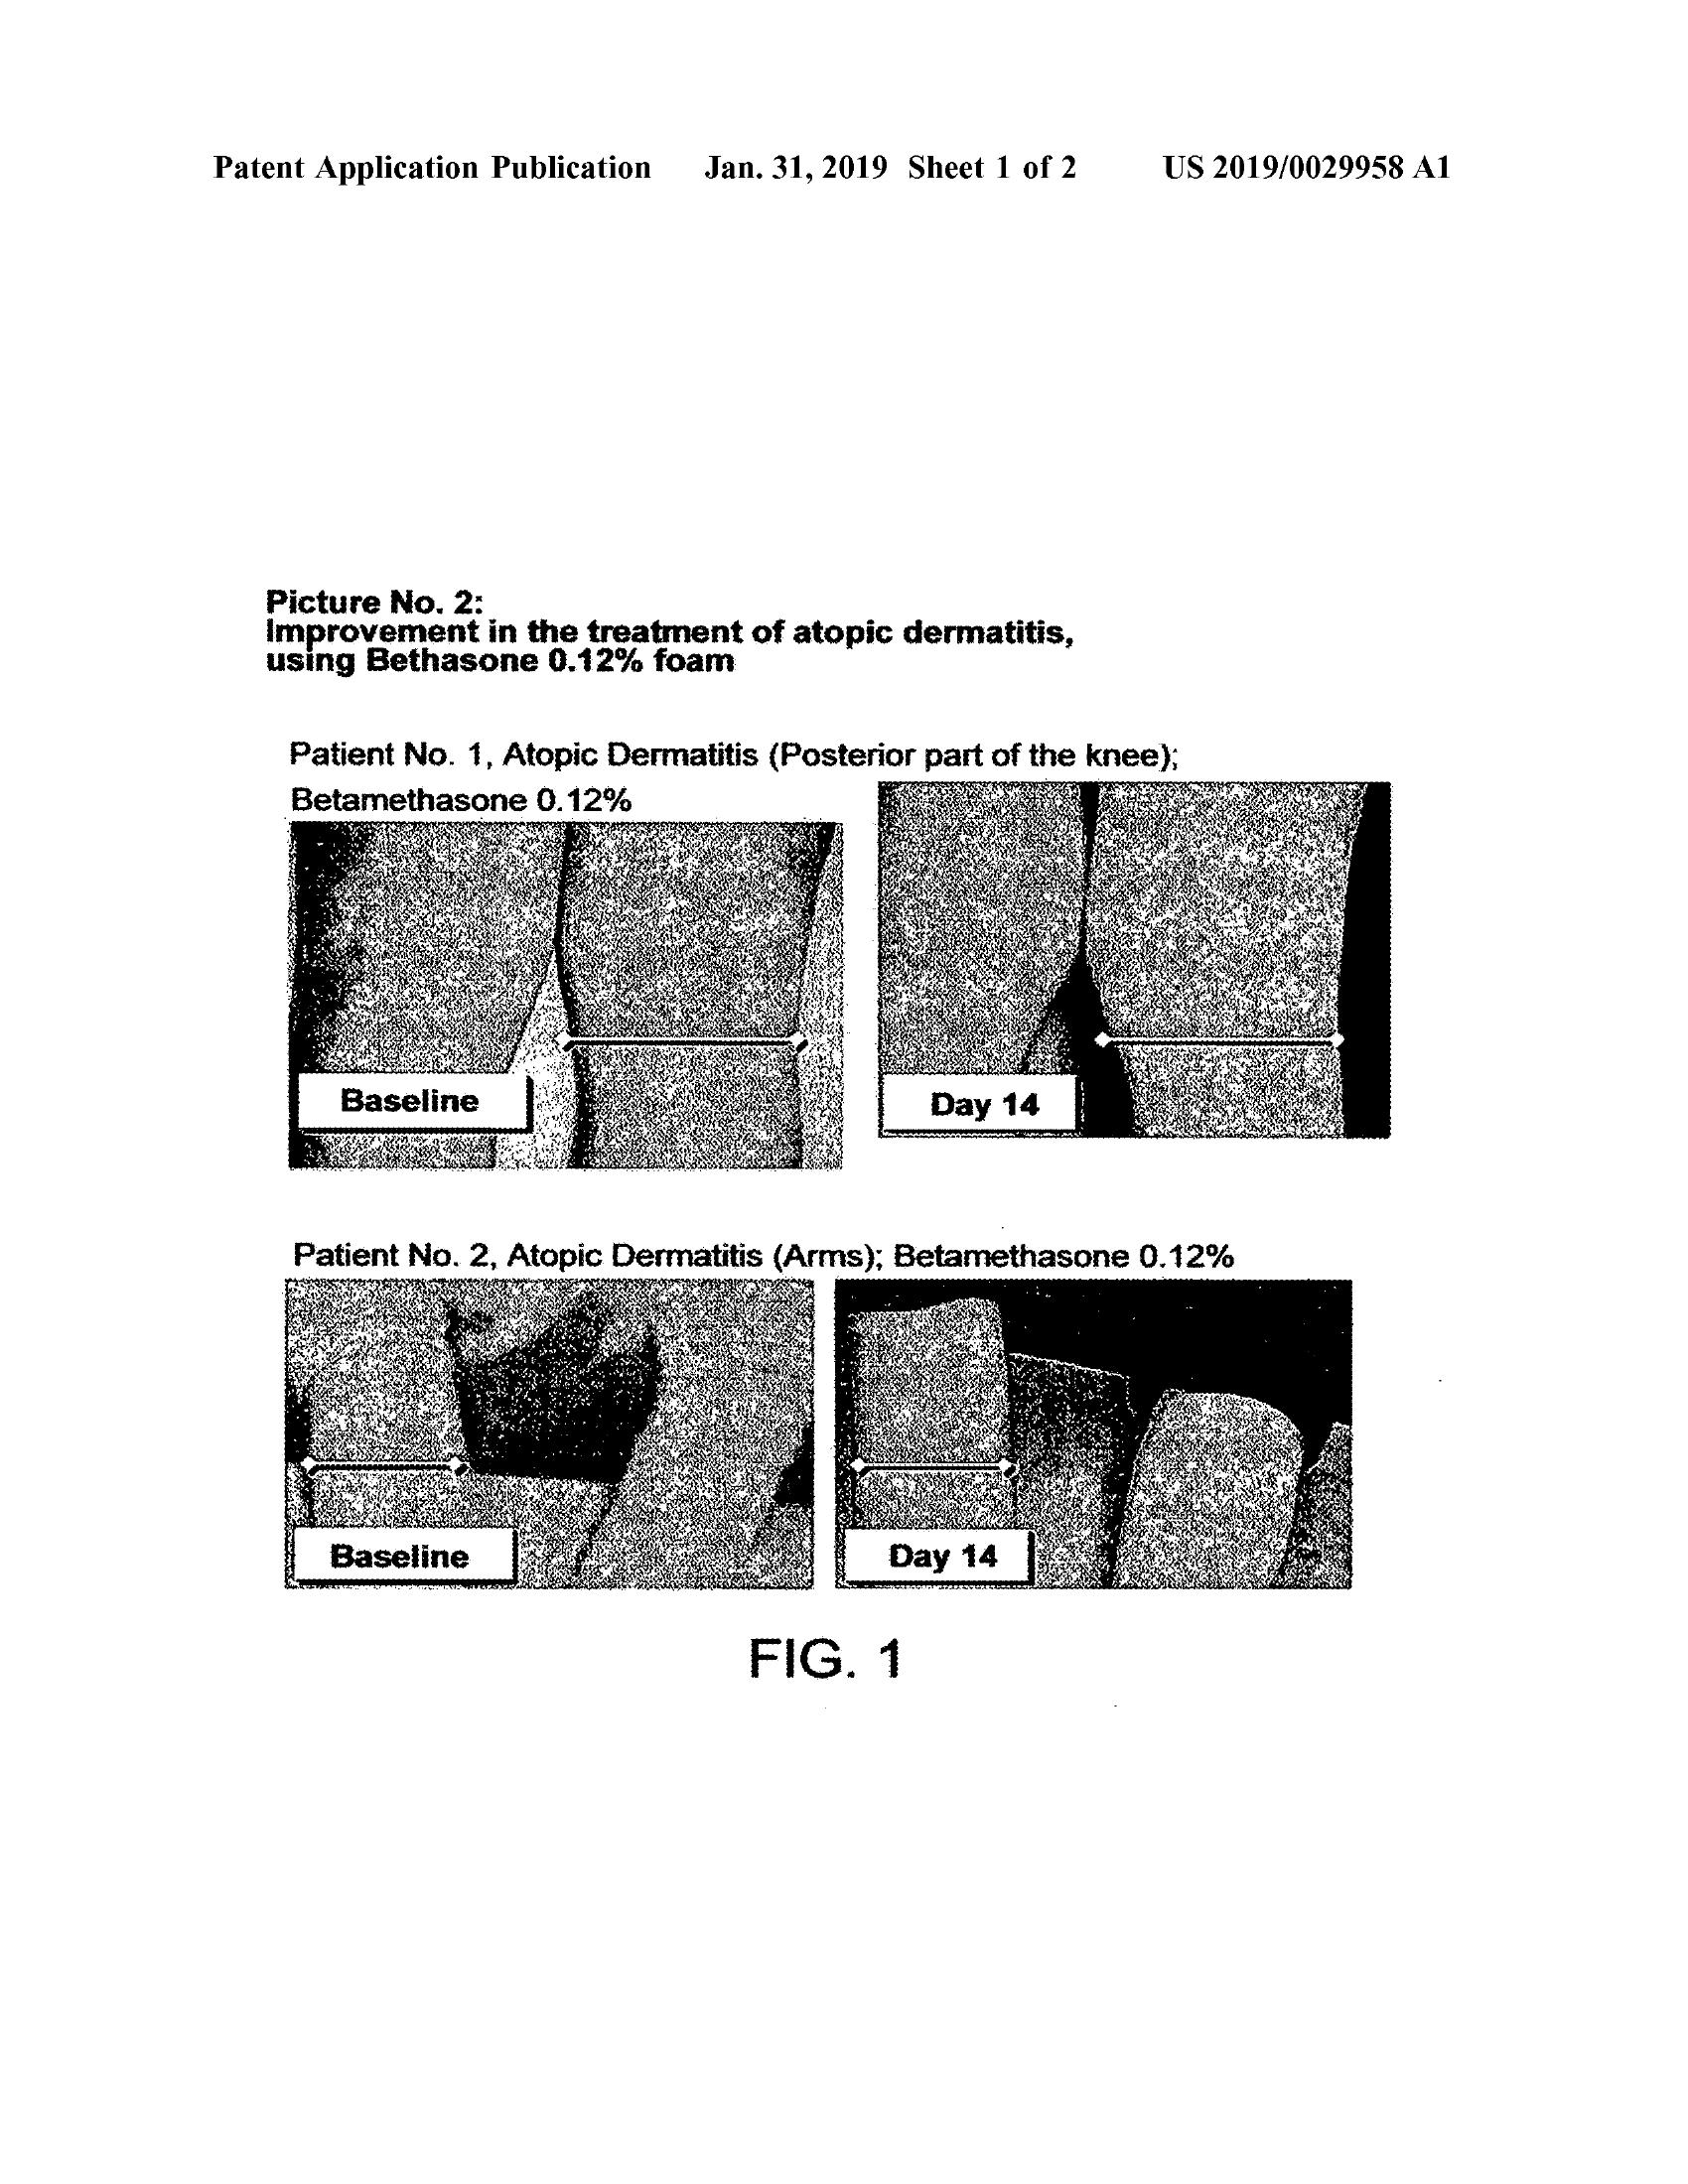 Patent Application Publication Jan. 31, 2019 Sheet 1 of 2 US 2019/0029958 A1
Picture No. 2:
Improvement in the treatment of atopic dermatitis,
using Bethasone 0.12% foam
Patient No. 1, Atopic Dermatitis (Posterior part of the knee);
Betamethasone 0.12%
Baseline
Day 14
Patient No. 2, Atopic Dermatitis (Arms); Betamethasone 0.12%
Baseline
Day 14
FIG. 1